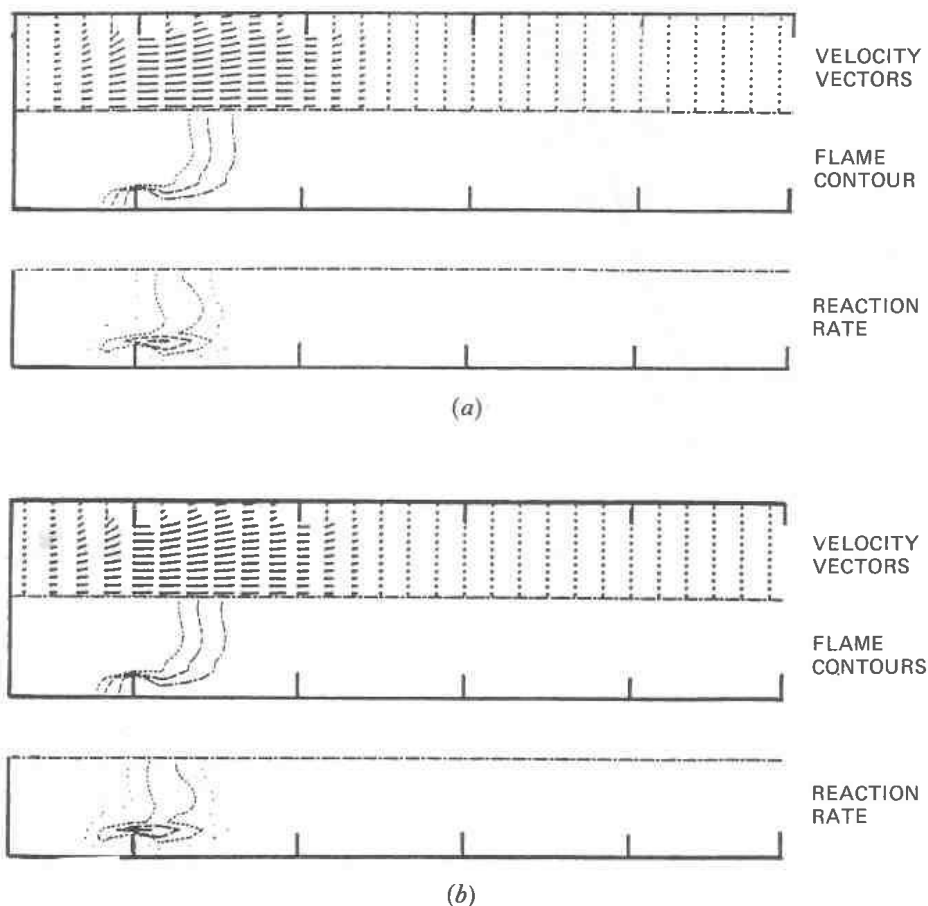 VELOCITY
VECTORS
FLAME
CONTOUR
REACTION
RATE
(a)
VELOCITY
VECTORS
FLAME
CONTOURS
REACTION
RATE
(b)